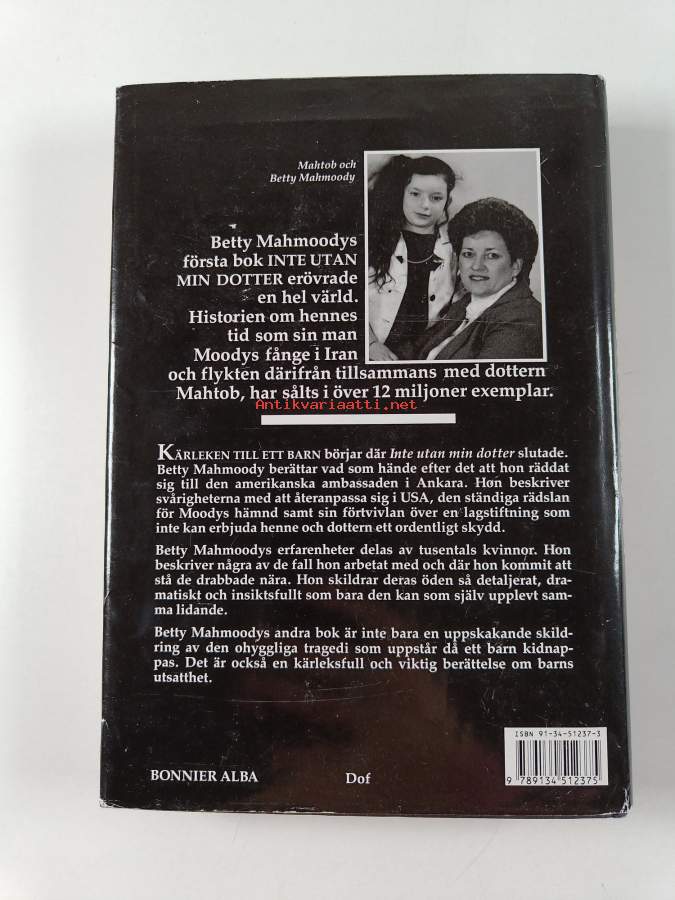 Mahtob och
Betty Mahmoody
Betty Mahmoodys
första bok INTE UTAN
MIN DOTTER erövrade
en hel värld.
Historien om hennes
tid som sin man
Moodys fånge i Iran
och flykten därifrån tillsammans med dottern
Mahtob, har sålts i över 12 miljoner exemplar.
Antikvariaatti.net
KÄRLEKEN TILL ETT BARN börjar där Inte utan min dotter slutade.
Betty Mahmoody berättar vad som hände efter det att hon räddat
sig till den amerikanska ambassaden i Ankara. Hon beskriver
svårigheterna med att återanpassa sig i USA, den ständiga rädslan
för Moodys hämnd samt sin förtvivlan över en lagstiftning som
inte kan erbjuda henne och dottern ett ordentligt skydd.
Betty Mahmoodys erfarenheter delas av tusentals kvinnor. Hon
beskriver några av de fall hon arbetat med och där hon kommit att
stå de drabbade nära. Hon skildrar deras öden så detaljerat, dra-
matiskt och insiktsfullt som bara den kan som själv upplevt sam-
ma lidande.
Betty Mahmoodys andra bok är inte bara en uppskakande skild-
ring av den ohyggliga tragedi som uppstår då ett barn kidnap-
pas. Det är också en kärleksfull och viktig berättelse om barns
utsatthet.
ISBN 91-34-51237-3
9 789134 512375
BONNIER ALBA
Dof